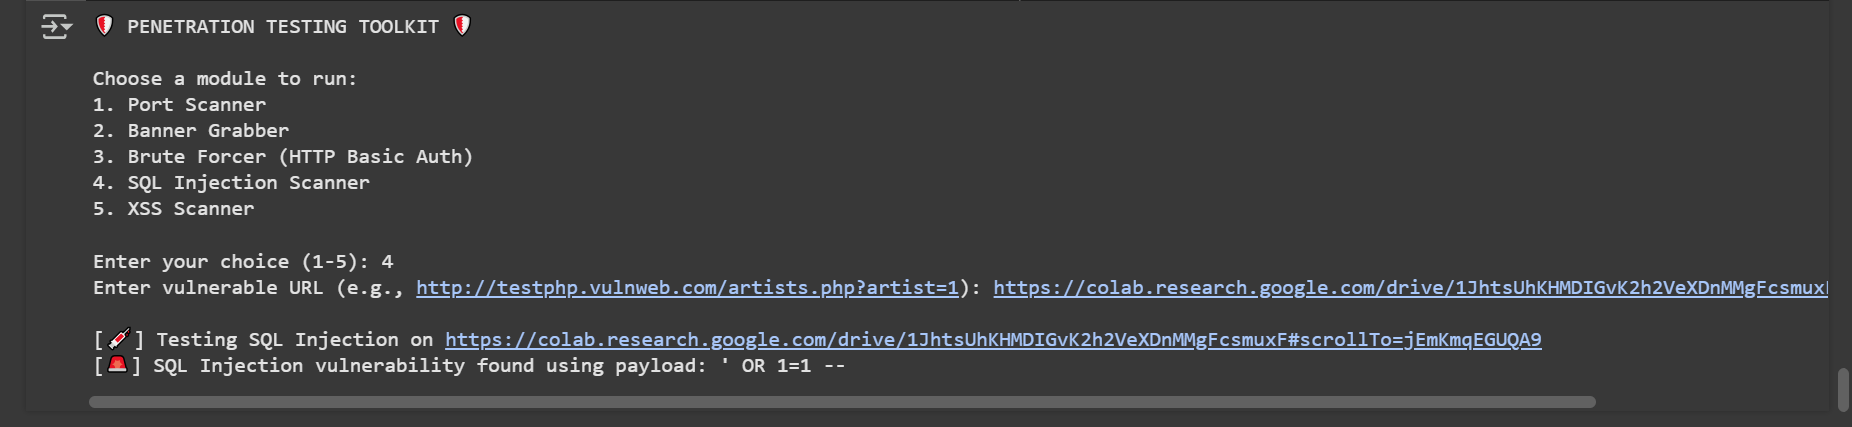 PENETRATION TESTING TOOLKIT
Choose a module to run:
1. Port Scanner
2. Banner Grabber
3. Brute Forcer (HTTP Basic Auth)
4. SQL Injection Scanner
5. XSS Scanner
Enter your choice (1-5): 4
Enter vulnerable URL (e.g., http://testphp.vulnweb.com/artists.php?artist=1): https://colab.research.google.com/drive/1JhtsUhKHMDIGvK2h2VeXDnMMgFcsmux
[💉] Testing SQL Injection on https://colab.research.google.com/drive/1JhtsUhKHMDIGvK2h2VeXDnMMgFcsmuxF#scrollTo=jEmKmqEGUQA9
[🚨] SQL Injection vulnerability found using payload: ' OR 1=1 --